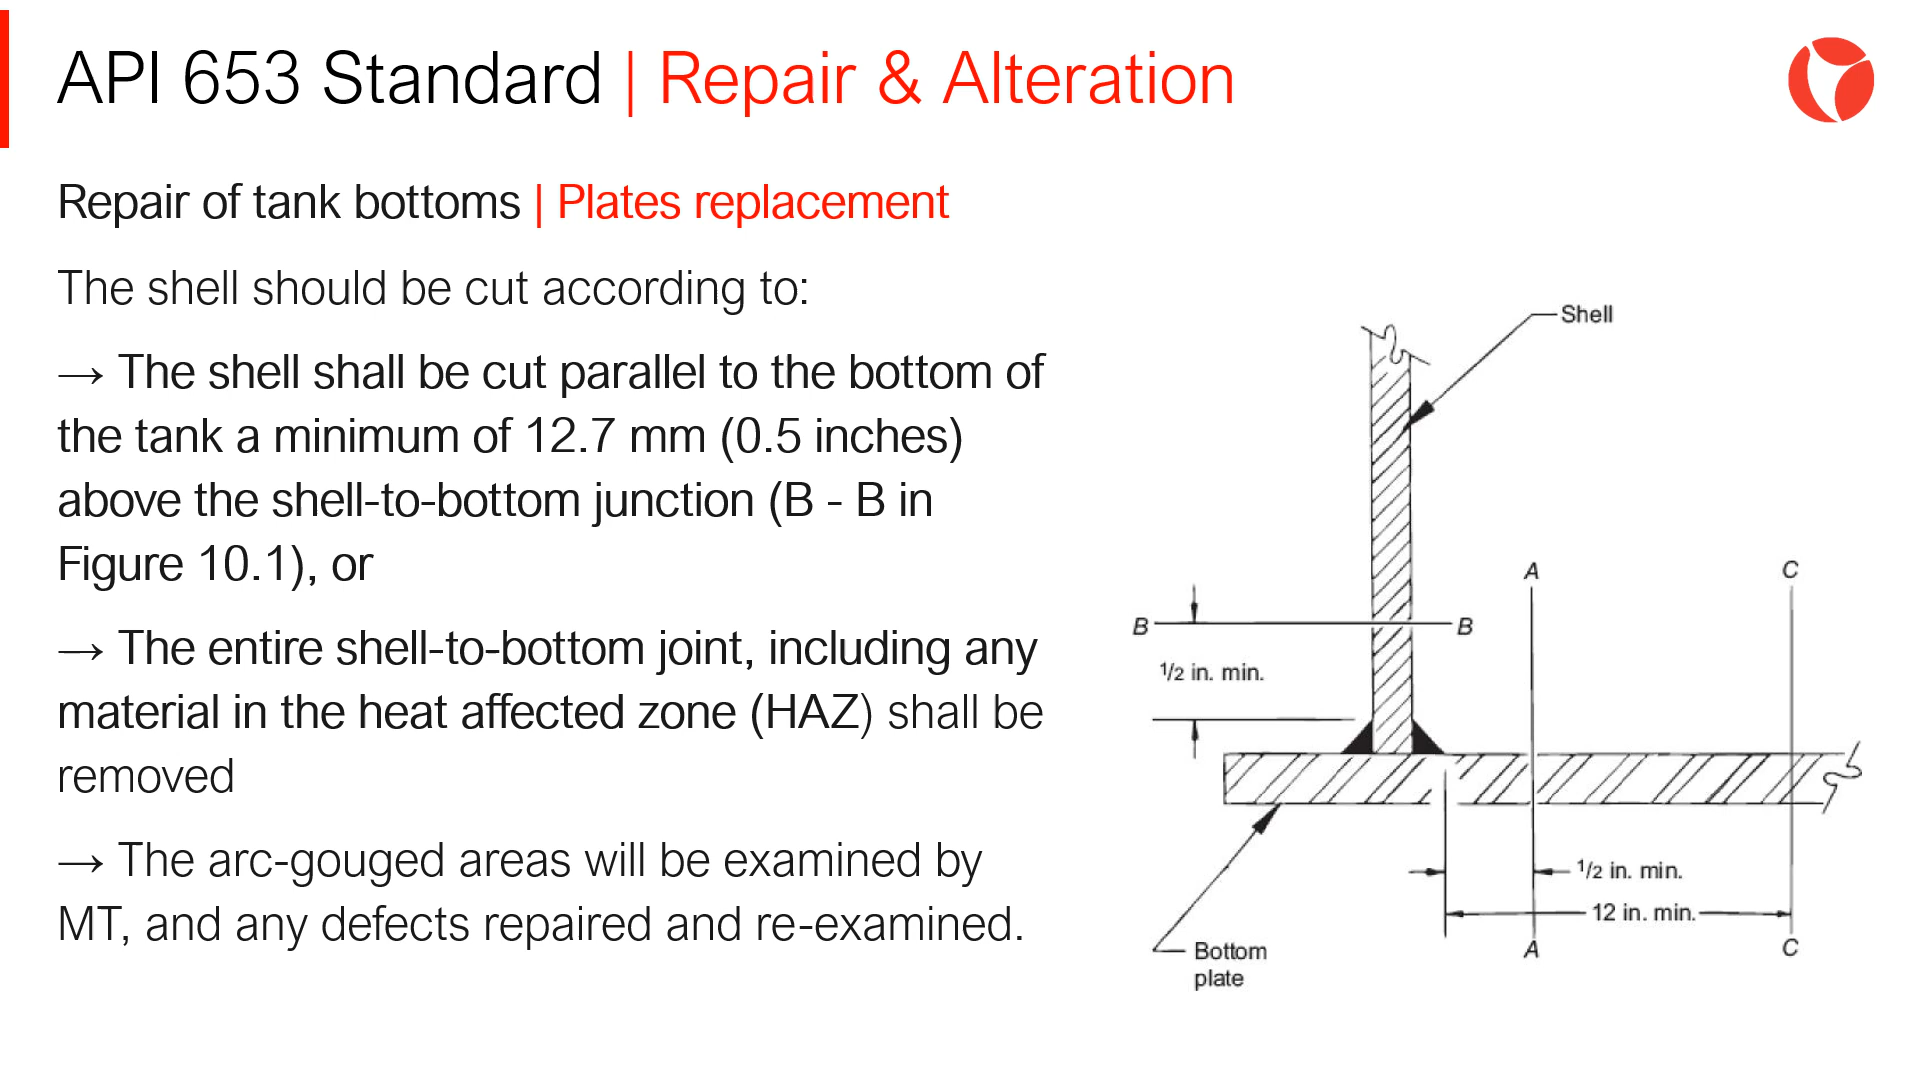 API 653 Standard | Repair & Alteration
Repair of tank bottoms | Plates replacement
The shell should be cut according to:
→ The shell shall be cut parallel to the bottom of
the tank a minimum of 12.7 mm (0.5 inches)
above the shell-to-bottom junction (B - B in
Figure 10.1), or
→ The entire shell-to-bottom joint, including any
material in the heat affected zone (HAZ) shall be
removed
→ The arc-gouged areas will be examined by
MT, and any defects repaired and re-examined.
Shell
A
C
B
B
1/2 in. min.
1/2 in. min.
12 in. min.
A
C
Bottom
plate